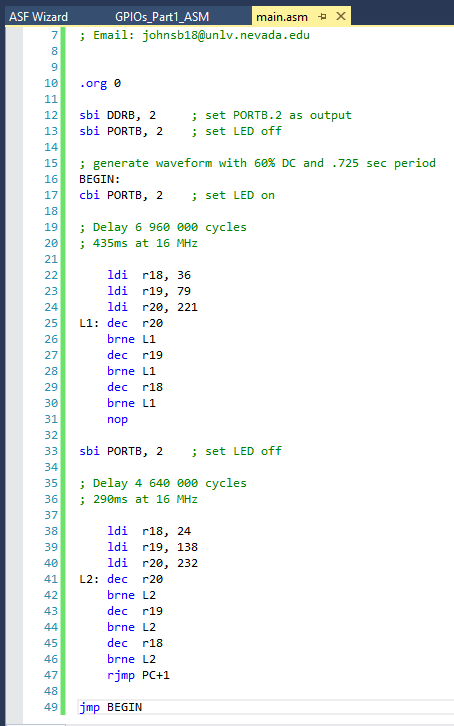 ASF Wizard GPIOs_Part1_ASM main.asm
7 ; Email: johnsb18@unlv.nevada.edu
8
9
10 .org 0
11
12 sbi DDRB, 2 ; set PORTB.2 as output
13 sbi PORTB, 2 ; set LED off
14
15 ; generate waveform with 60% DC and .725 sec period
16 BEGIN:
17 cbi PORTB, 2 ; set LED on
18
19 ; Delay 6 960 000 cycles
20 ; 435ms at 16 MHz
21
22 ldi r18, 36
23 ldi r19, 79
24 ldi r20, 221
25 L1: dec r20
26 brne L1
27 dec r19
28 brne L1
29 dec r18
30 brne L1
31 nop
32
33 sbi PORTB, 2 ; set LED off
34
35 ; Delay 4 640 000 cycles
36 ; 290ms at 16 MHz
37
38 ldi r18, 24
39 ldi r19, 138
40 ldi r20, 232
41 L2: dec r20
42 brne L2
43 dec r19
44 brne L2
45 dec r18
46 brne L2
47 rjmp PC+1
48
49 jmp BEGIN